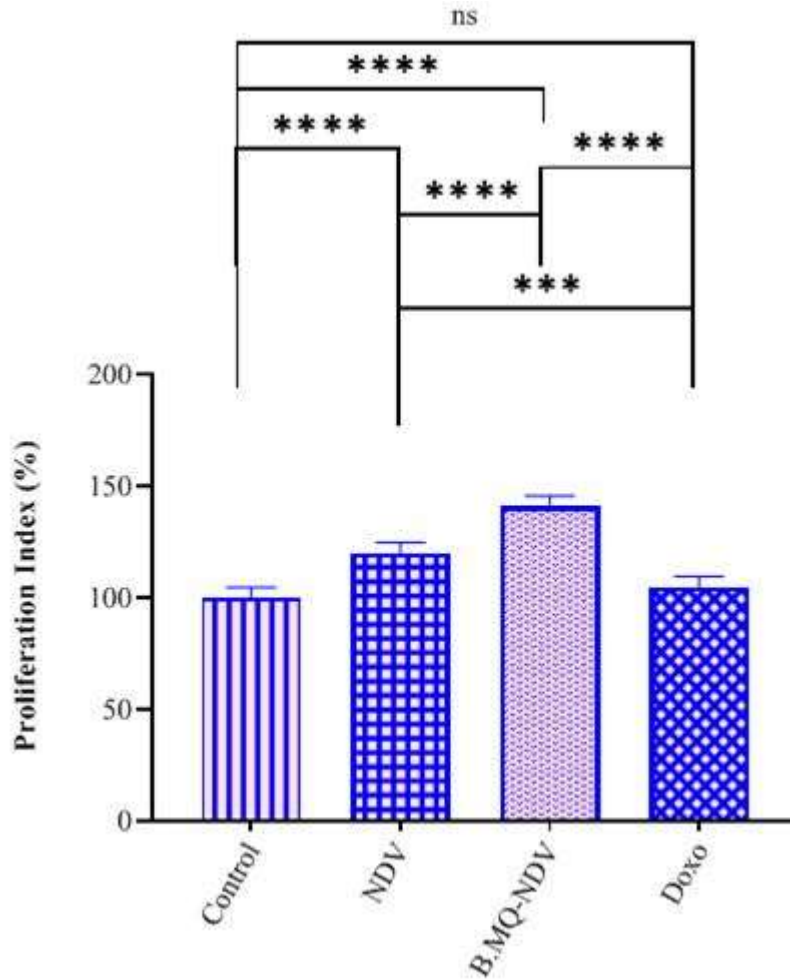 ns
****
****
****
****
***
Proliferation Index (%)
200
150
100
50
0
Control
NDV
B.MQ-NDV
Doxo